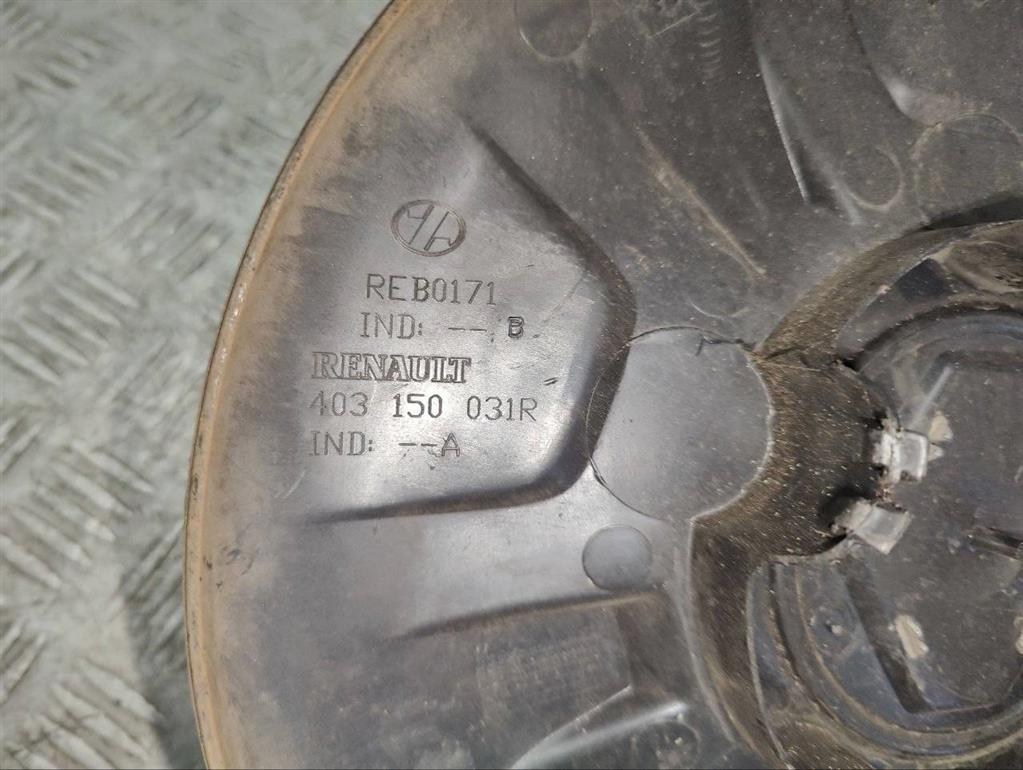 REB0171
IND: -- B
RENAULT
403 150 031R
IND: --A